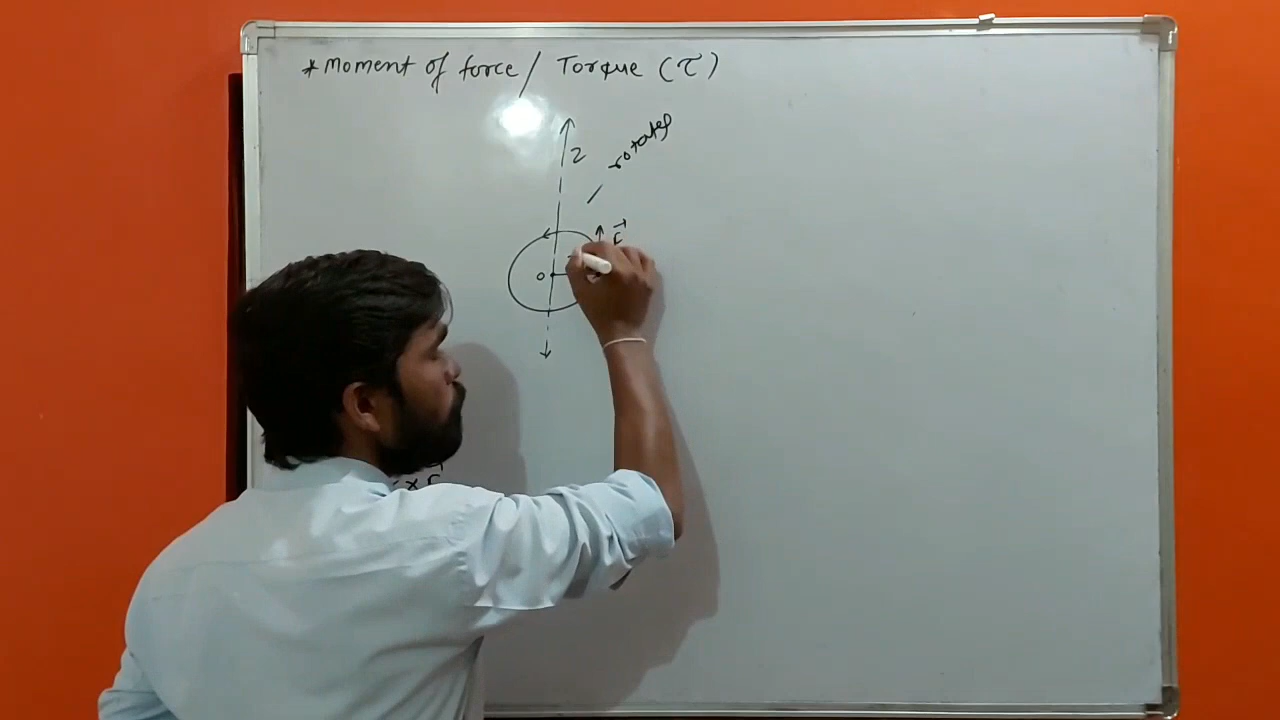 * Moment of force / Torque (τ)
Z
rotates
F
O
× F